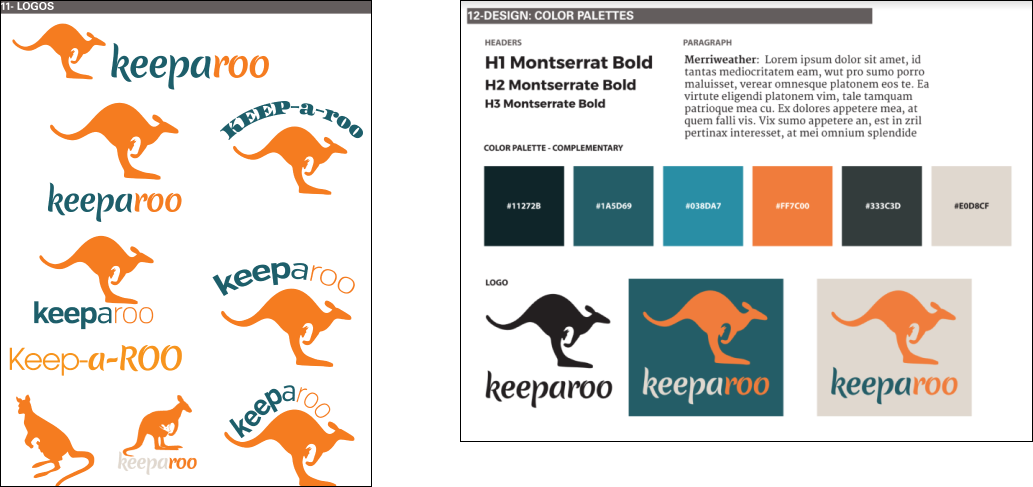 11- LOGOS
keeparoo
KEEP-a-roo
keeparoo
keeparoo
keeparoo
Keep-a-ROO
keeparoo
keeparoo
12-DESIGN: COLOR PALETTES
HEADERS
H1 Montserrat Bold
H2 Montserrate Bold
H3 Montserrate Bold
PARAGRAPH
Merriweather: Lorem ipsum dolor sit amet, id
tantas mediocritatem eam, wut pro sumo porro
maluisset, verear omnesque platonem eos te. Ea
virtute eligendi platonem vim, tale tamquam
patrioque mea cu. Ex dolores appetere mea, at
quem falli vis. Vix sumo appetere an, est in zril
pertinax interesset, at mei omnium splendide
COLOR PALETTE - COMPLEMENTARY
#11272B
#1A5D69
#038DA7
#FF7C00
#333C3D
#E0D8CF
LOGO
keeparoo
keeparoo
keeparoo